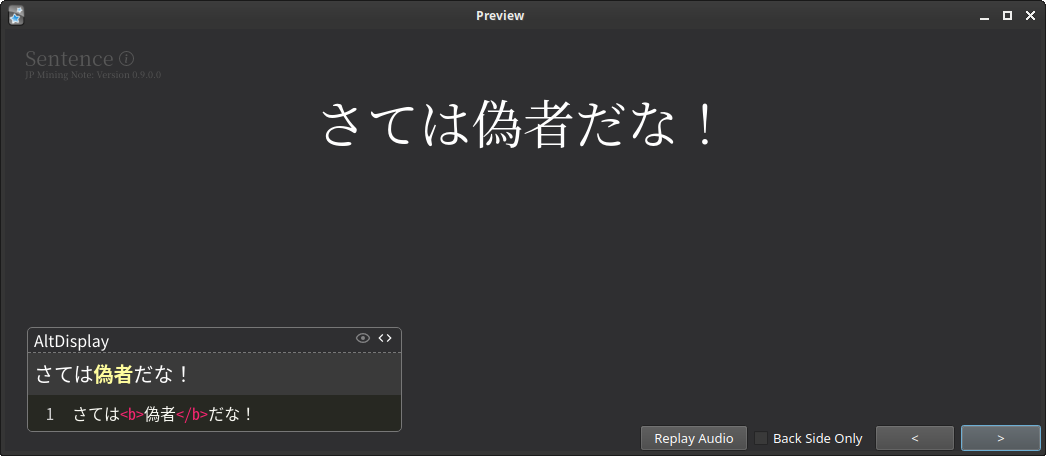 Preview
Sentence
JP Mining Note: Version 0.9.0.0
さては偽者だな！
AltDisplay
さては偽者だな！
1 さては<b>偽者</b>だな！
Replay Audio Back Side Only < >